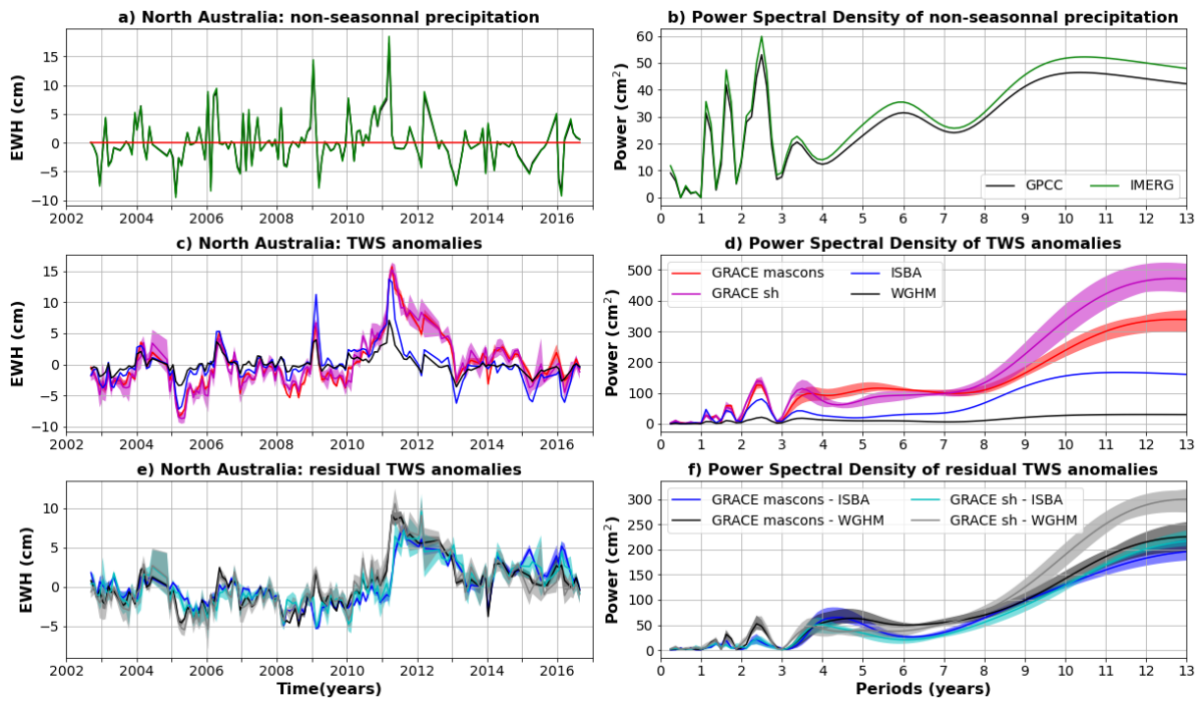 a) North Australia: non-seasonnal precipitation
EWH (cm)
15
10
5
0
−5
−10
2002 2004 2006 2008 2010 2012 2014 2016
b) Power Spectral Density of non-seasonnal precipitation
Power (cm²)
60
50
40
30
20
10
0
GPCC IMERG
0 1 2 3 4 5 6 7 8 9 10 11 12 13
c) North Australia: TWS anomalies
EWH (cm)
15
10
5
0
−5
−10
2002 2004 2006 2008 2010 2012 2014 2016
d) Power Spectral Density of TWS anomalies
Power (cm²)
500
400
300
200
100
0
GRACE mascons ISBA
GRACE sh WGHM
0 1 2 3 4 5 6 7 8 9 10 11 12 13
e) North Australia: residual TWS anomalies
EWH (cm)
10
5
0
−5
2002 2004 2006 2008 2010 2012 2014 2016
Time(years)
f) Power Spectral Density of residual TWS anomalies
Power (cm²)
300
250
200
150
100
50
0
GRACE mascons - ISBA GRACE sh - ISBA
GRACE mascons - WGHM GRACE sh - WGHM
0 1 2 3 4 5 6 7 8 9 10 11 12 13
Periods (years)